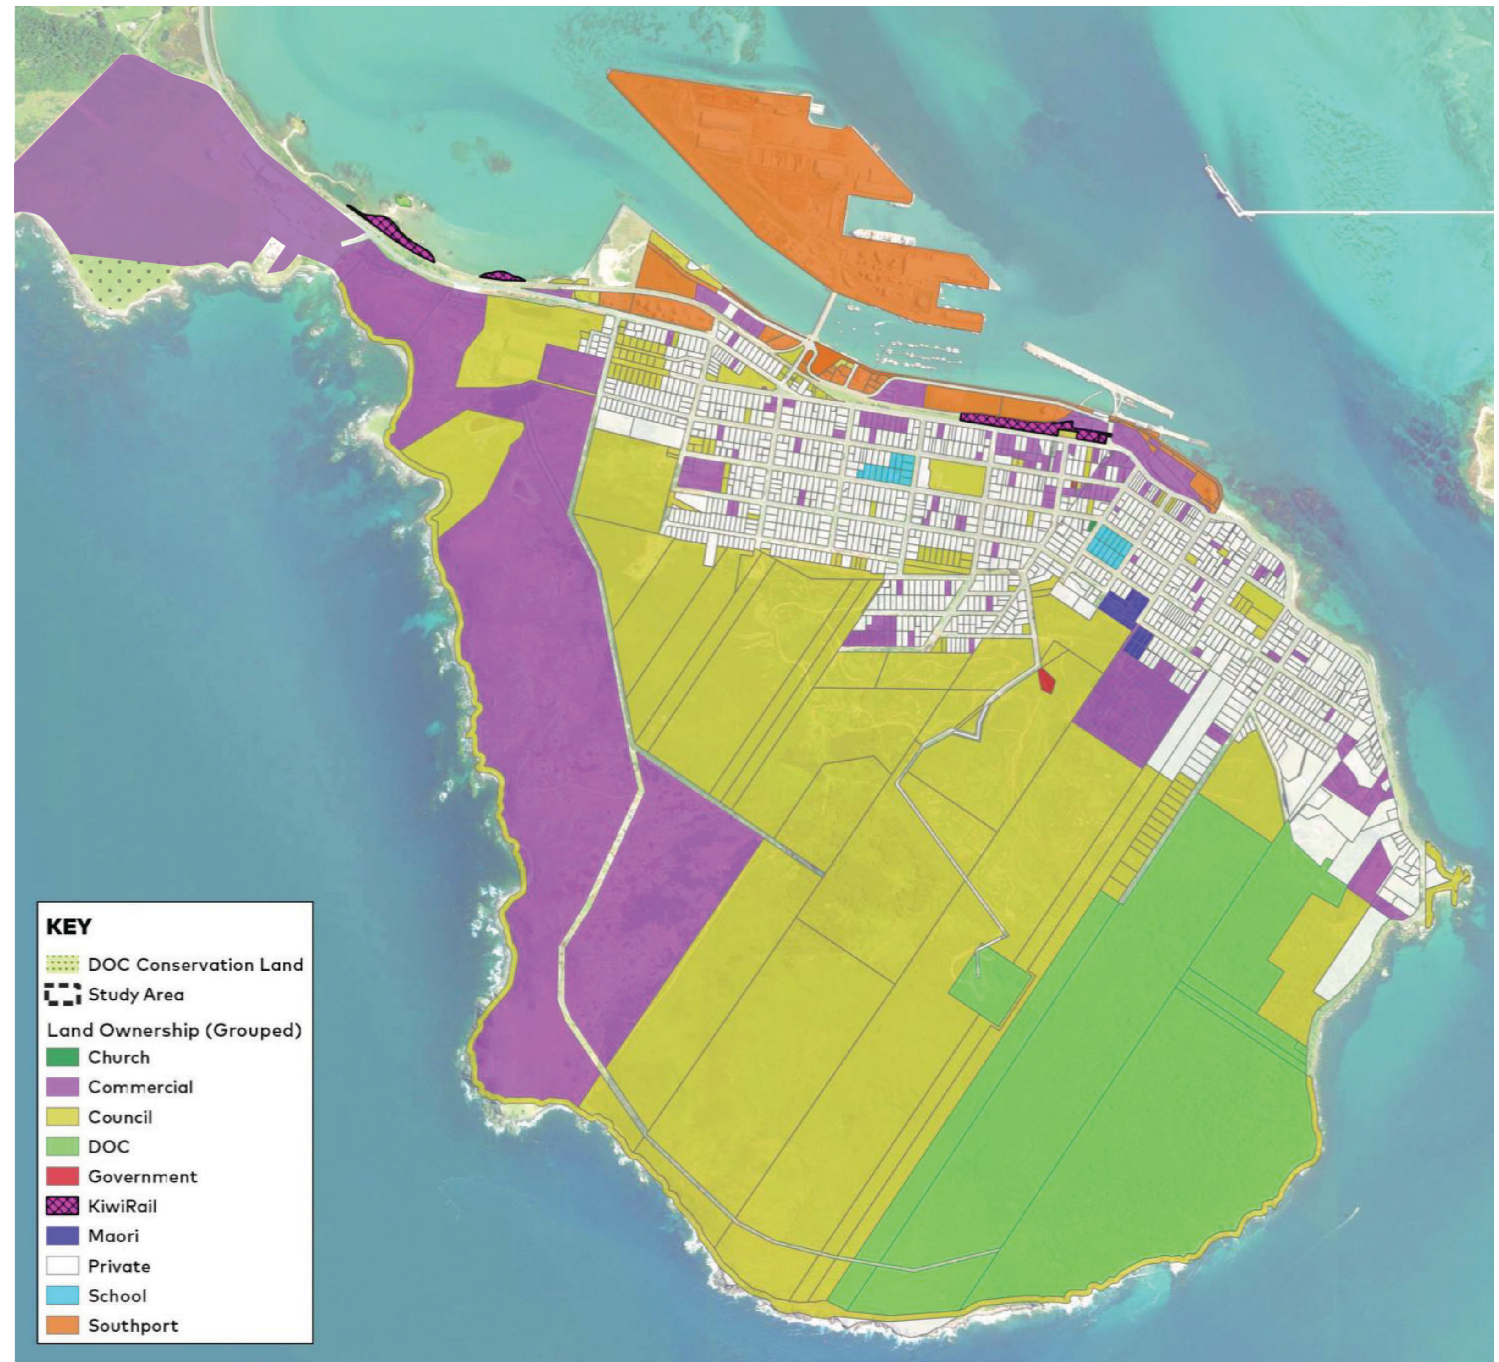 KEY
DOC Conservation Land
Study Area
Land Ownership (Grouped)
Church
Commercial
Council
DOC
Government
KiwiRail
Maori
Private
School
Southport